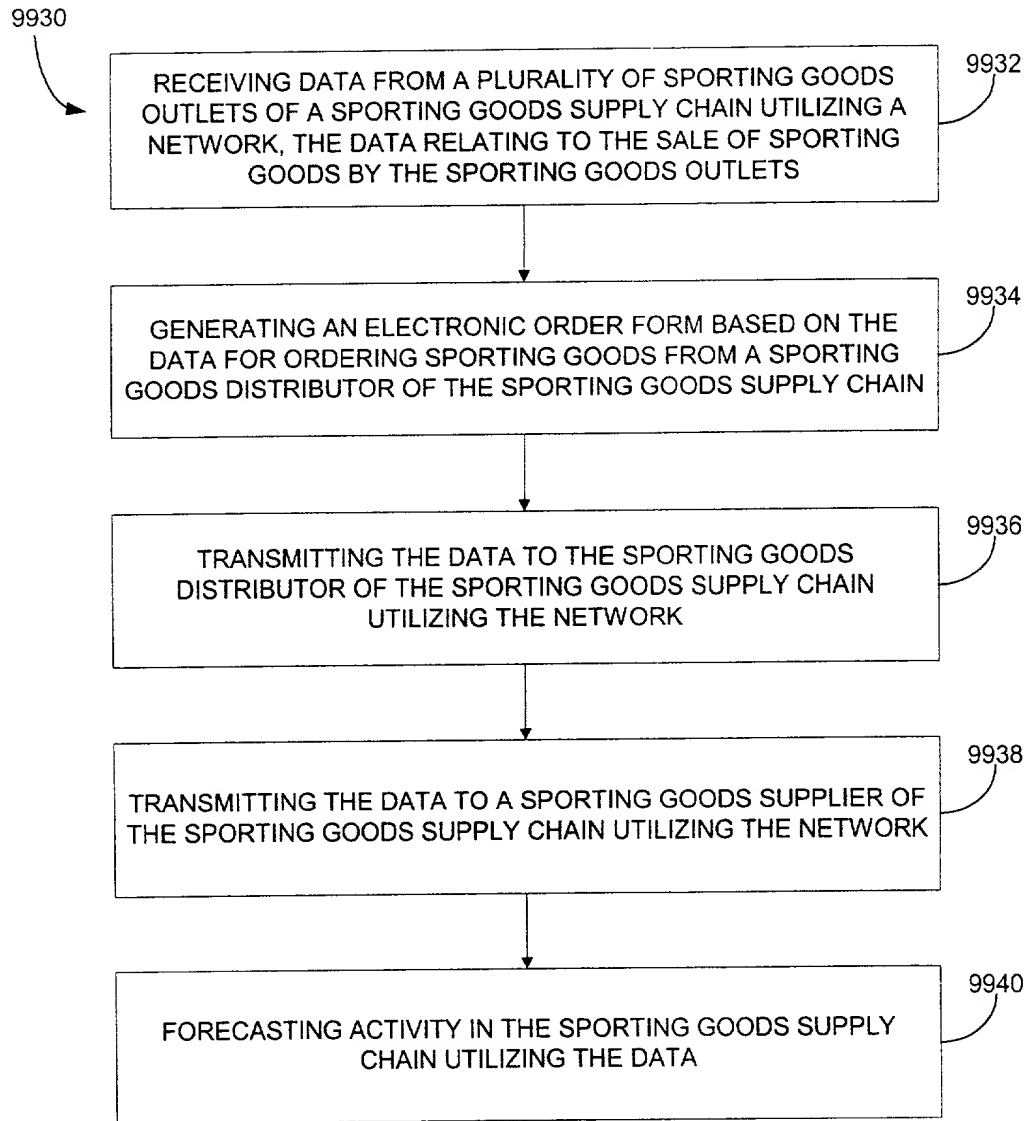 9930
RECEIVING DATA FROM A PLURALITY OF SPORTING GOODS
OUTLETS OF A SPORTING GOODS SUPPLY CHAIN UTILIZING A
NETWORK, THE DATA RELATING TO THE SALE OF SPORTING
GOODS BY THE SPORTING GOODS OUTLETS
9932
GENERATING AN ELECTRONIC ORDER FORM BASED ON THE
DATA FOR ORDERING SPORTING GOODS FROM A SPORTING
GOODS DISTRIBUTOR OF THE SPORTING GOODS SUPPLY CHAIN
9934
TRANSMITTING THE DATA TO THE SPORTING GOODS
DISTRIBUTOR OF THE SPORTING GOODS SUPPLY CHAIN
UTILIZING THE NETWORK
9936
TRANSMITTING THE DATA TO A SPORTING GOODS SUPPLIER OF
THE SPORTING GOODS SUPPLY CHAIN UTILIZING THE NETWORK
9938
FORECASTING ACTIVITY IN THE SPORTING GOODS SUPPLY
CHAIN UTILIZING THE DATA
9940